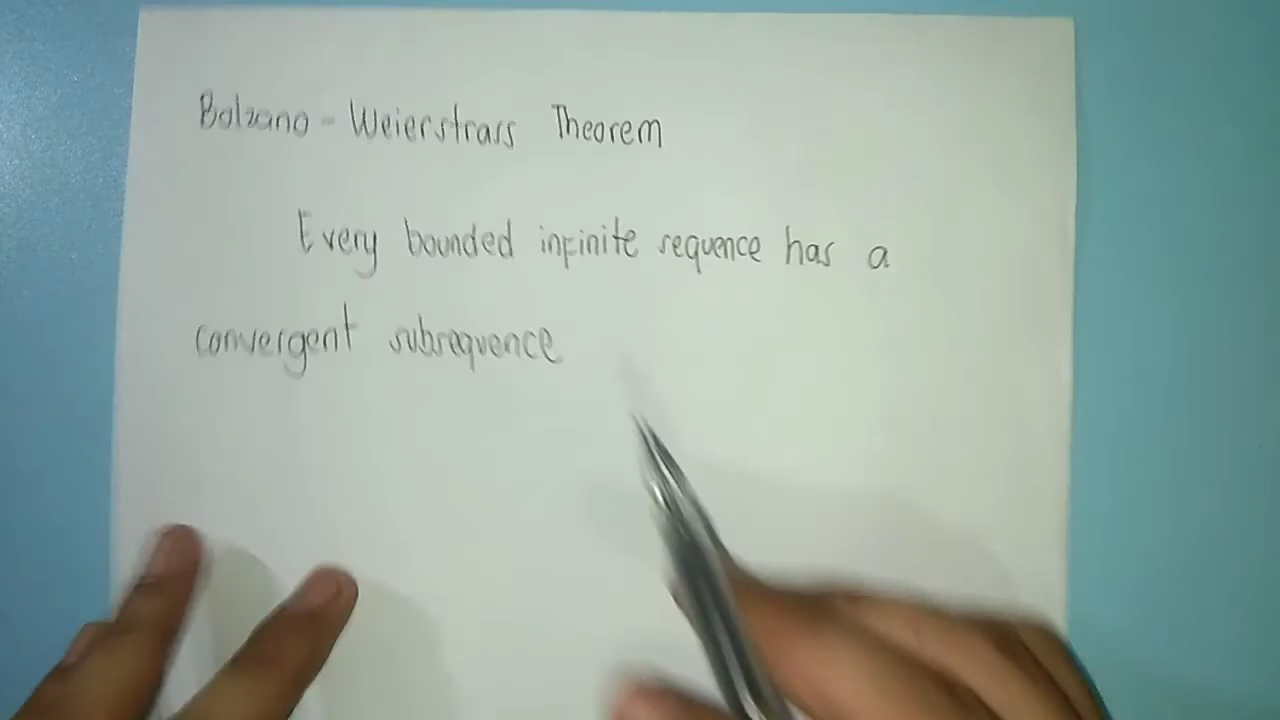 Bolzano - Weierstrass Theorem
Every bounded infinite sequence has a
convergent subsequence